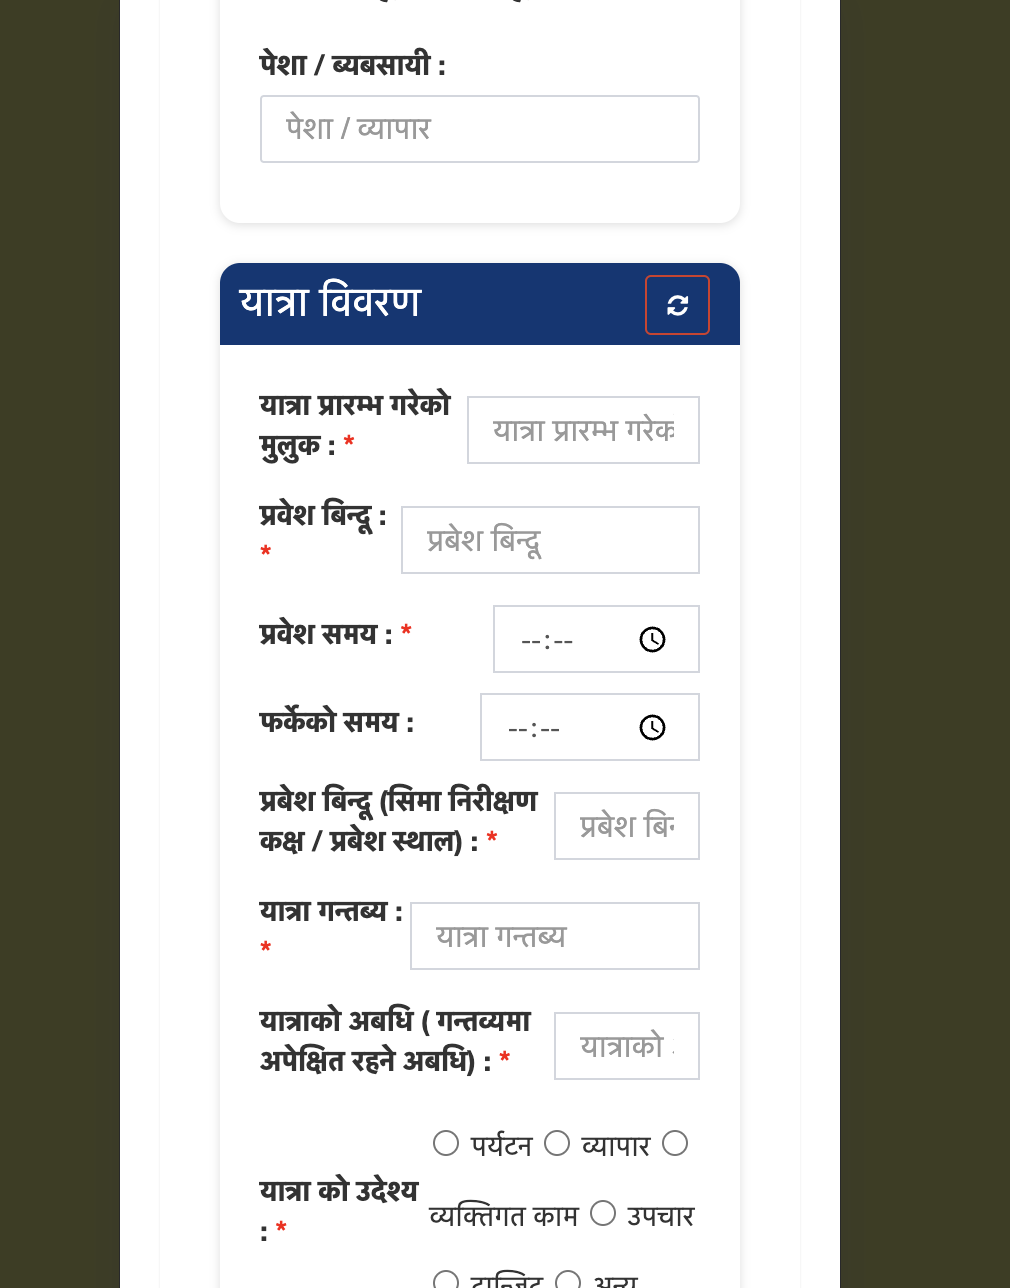 पेशा / ब्यबसायी :
पेशा / व्यापार
यात्रा विवरण
यात्रा प्रारम्भ गरेको
मुलुक : *
यात्रा प्रारम्भ गरेक
प्रवेश बिन्दू :
*
प्रबेश बिन्दू
प्रवेश समय : *
--:--
फर्केको समय :
--:--
प्रबेश बिन्दू (सिमा निरीक्षण
कक्ष / प्रबेश स्थाल) : *
प्रबेश बिन
यात्रा गन्तब्य :
*
यात्रा गन्तब्य
यात्राको अबधि ( गन्तव्यमा
अपेक्षित रहने अबधि) : *
यात्राको
पर्यटन व्यापार
यात्रा को उदेश्य
: *
व्यक्तिगत काम उपचार
ट्रान्जिट अन्य